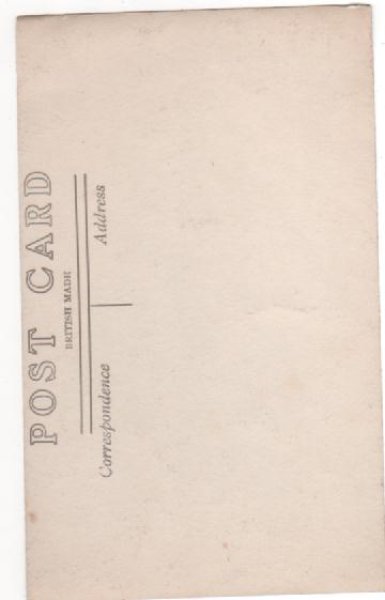 POST CARD
BRITISH MADE
Correspondence Address